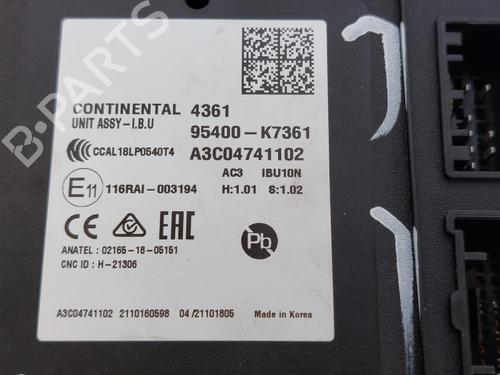 CONTINENTAL 4361
UNIT ASSY-I.B.U
95400-K7361
CCAL18LP0540T4 A3C04741102
AC3 IBU10N
E11 116RAI-003194 H:1.01 S:1.02
CE EAC
Pb
ANATEL : 02165-18-05151
CNC ID : H-21306
A3C04741102 2110160598 04/21101805 Made in Korea
B-PARTS